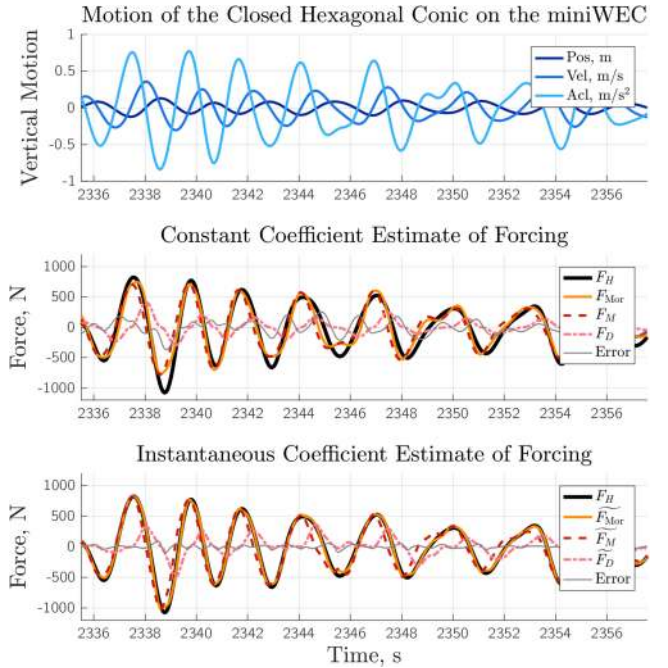 Motion of the Closed Hexagonal Conic on the miniWEC
Vertical Motion
1
0.5
0
-0.5
-1
Pos, m
Vel, m/s
Acl, m/s²
2336 2338 2340 2342 2344 2346 2348 2350 2352 2354 2356
Constant Coefficient Estimate of Forcing
Force, N
1000
500
0
-500
-1000
F_H
F_Mor
F_M
F_D
Error
2336 2338 2340 2342 2344 2346 2348 2350 2352 2354 2356
Instantaneous Coefficient Estimate of Forcing
Force, N
1000
500
0
-500
-1000
F_H
F̃_Mor
F̃_M
F̃_D
Error
2336 2338 2340 2342 2344 2346 2348 2350 2352 2354 2356
Time, s